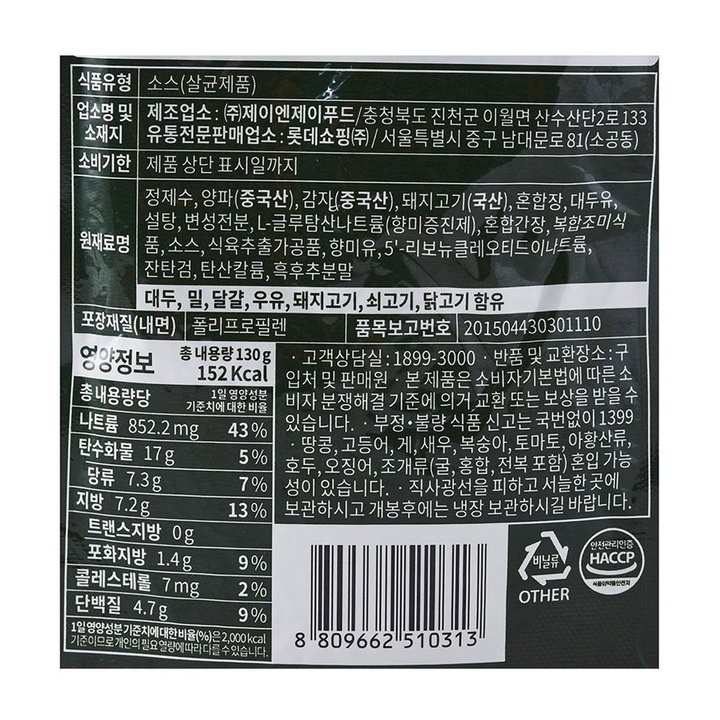 식품유형 소스(살균제품)
업소명 및 소재지 제조업소 : ㈜제이엔제이푸드/충청북도 진천군 이월면 산수산단2로 133
유통전문판매업소 : 롯데쇼핑㈜/ 서울특별시 중구 남대문로 81(소공동)
소비기한 제품 상단 표시일까지
원재료명 정제수, 양파(중국산), 감자(중국산), 돼지고기(국산), 혼합장, 대두유,
설탕, 변성전분, L-글루탐산나트륨(향미증진제), 혼합간장, 복합조미식
품, 소스, 식육추출가공품, 향미유, 5'-리보뉴클레오티드이나트륨,
잔탄검, 탄산칼륨, 흑후추분말
대두, 밀, 달걀, 우유, 돼지고기, 쇠고기, 닭고기 함유
포장재질(내면) 폴리프로필렌 품목보고번호 201504430301110
영양정보 총 내용량 130 g
152 Kcal
총 내용량당 1일 영양성분
기준치에 대한 비율
나트륨 852.2 mg 43 %
탄수화물 17 g 5 %
당류 7.3 g 7 %
지방 7.2 g 13 %
트랜스지방 0 g
포화지방 1.4 g 9 %
콜레스테롤 7 mg 2 %
단백질 4.7 g 9 %
1일 영양성분 기준치에 대한 비율(%)은 2,000 kcal
기준이므로 개인의 필요 열량에 따라 다를 수 있습니다.
· 고객상담실 : 1899-3000 · 반품 및 교환장소 : 구
입처 및 판매원 · 본 제품은 소비자기본법에 따른 소
비자 분쟁해결 기준에 의거 교환 또는 보상을 받을 수
있습니다. · 부정•불량 식품 신고는 국번없이 1399
· 땅콩, 고등어, 게, 새우, 복숭아, 토마토, 아황산류,
호두, 오징어, 조개류(굴, 홍합, 전복 포함) 혼입 가능
성이 있습니다. · 직사광선을 피하고 서늘한 곳에
보관하시고 개봉후에는 냉장 보관하시길 바랍니다.
8 809662 510313
비닐류
OTHER
안전관리인증
HACCP
식품의약품안전처